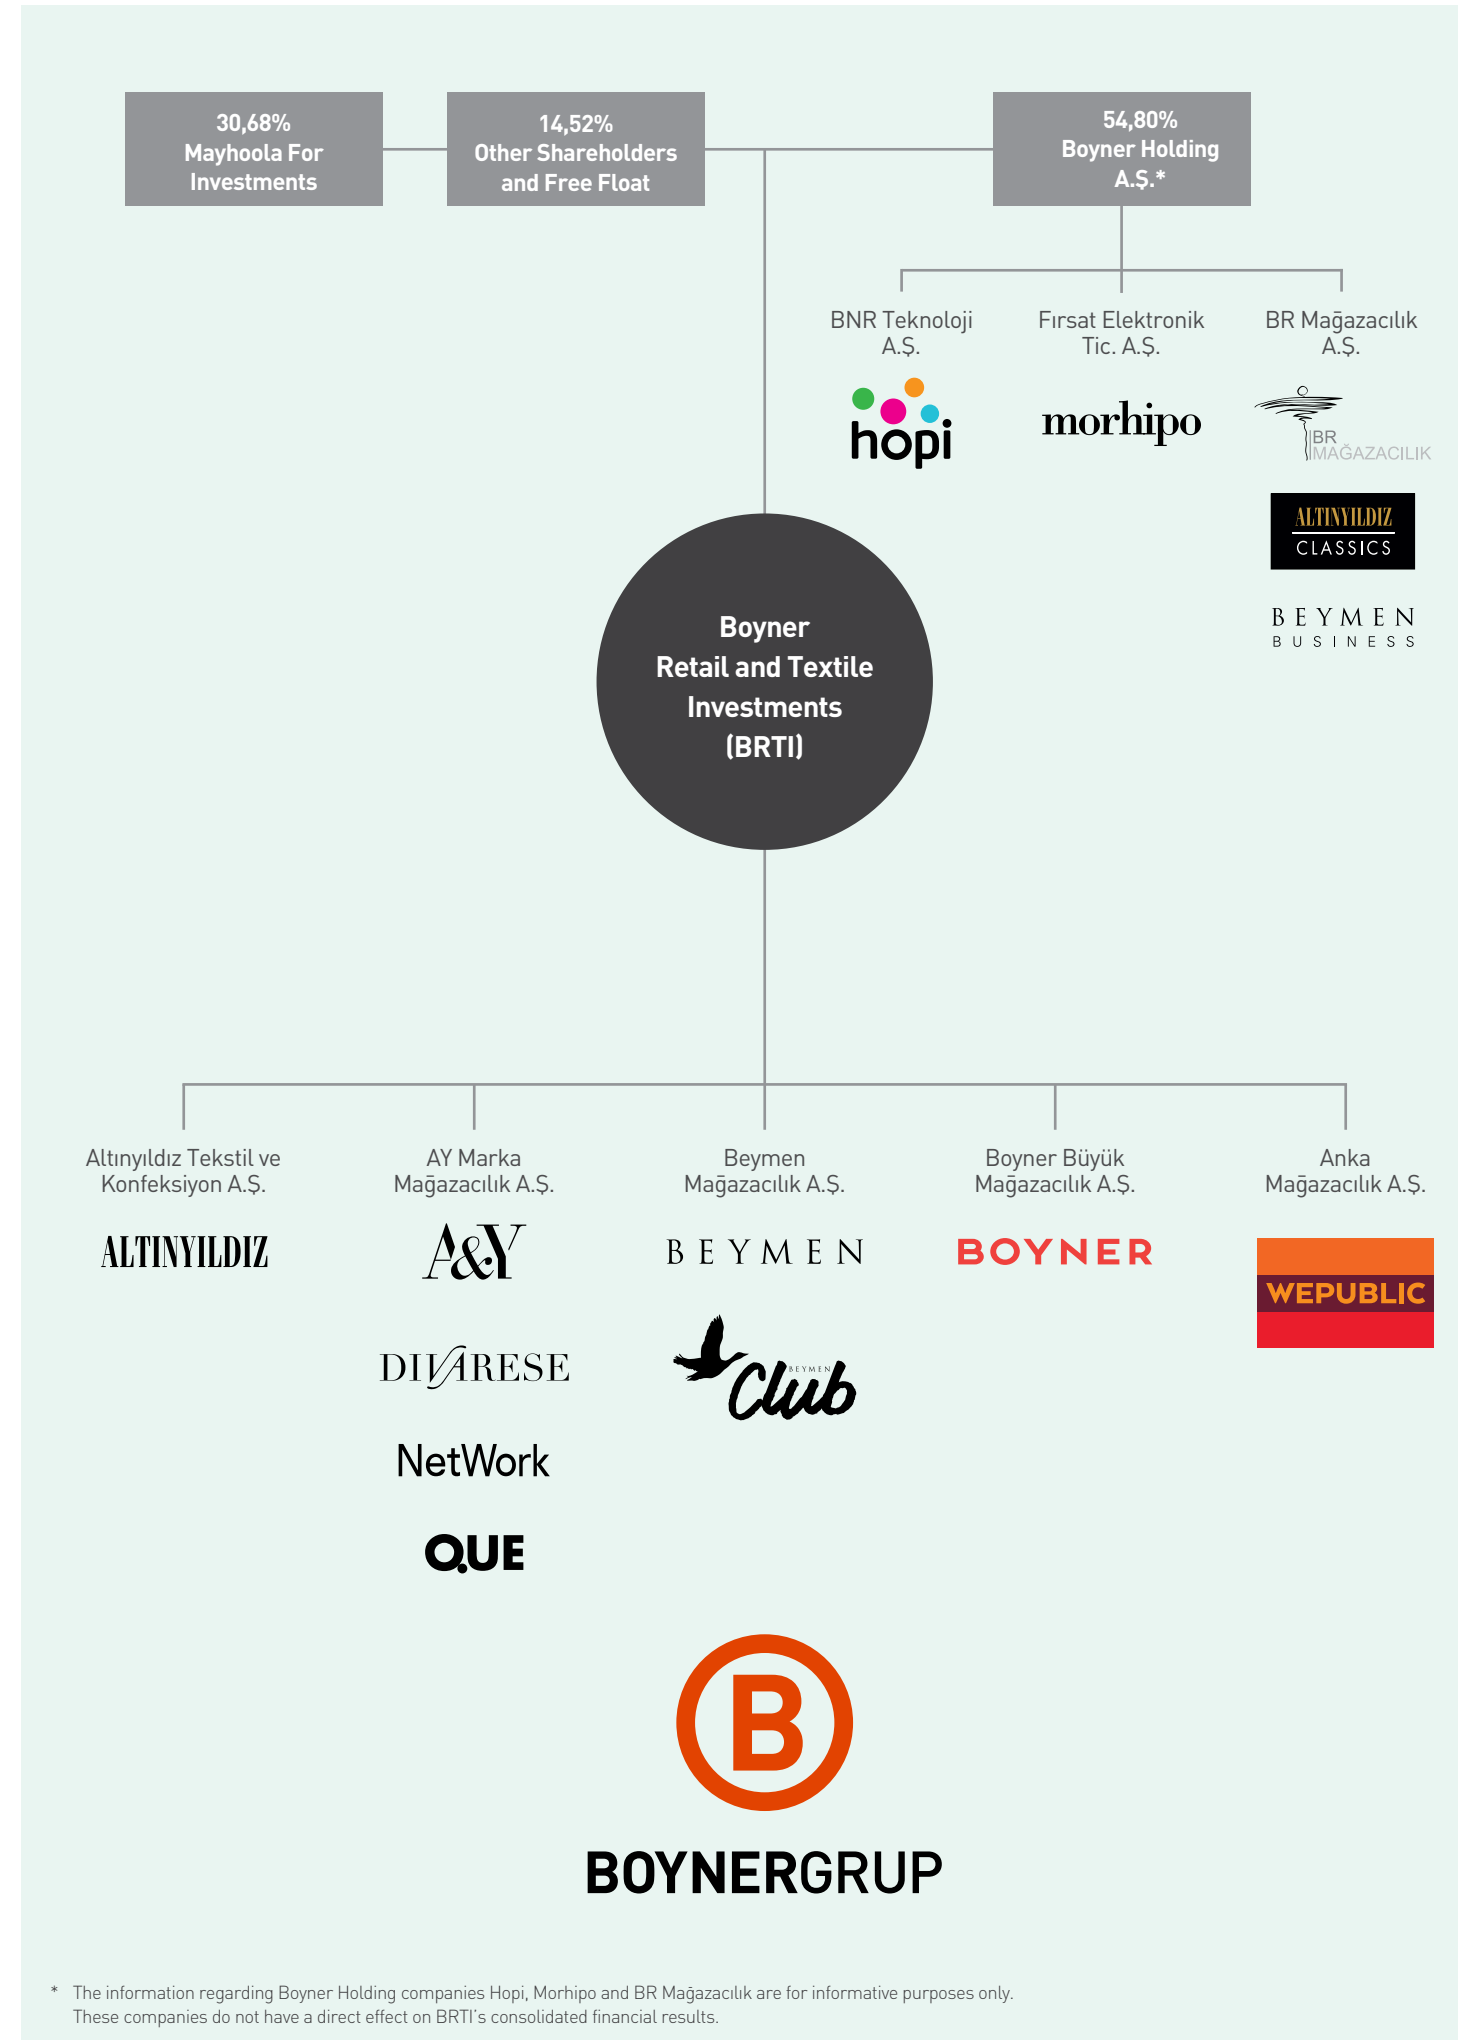 30,68%
Mayhoola For
Investments
14,52%
Other Shareholders
and Free Float
54,80%
Boyner Holding
A.Ş.*
BNR Teknoloji
A.Ş.
hopi
Fırsat Elektronik
Tic. A.Ş.
morhipo
BR Mağazacılık
A.Ş.
BR
MAĞAZACILIK
ALTINYILDIZ
CLASSICS
BEYMEN
BUSINESS
Boyner
Retail and Textile
Investments
(BRTI)
Altınyıldız Tekstil ve
Konfeksiyon A.Ş.
ALTINYILDIZ
AY Marka
Mağazacılık A.Ş.
A&Y
DIVARESE
NetWork
QUE
Beymen
Mağazacılık A.Ş.
BEYMEN
BEYMEN
Club
Boyner Büyük
Mağazacılık A.Ş.
BOYNER
Anka
Mağazacılık A.Ş.
WEPUBLIC
B
BOYNERGRUP
* The information regarding Boyner Holding companies Hopi, Morhipo and BR Mağazacılık are for informative purposes only.
These companies do not have a direct effect on BRTI's consolidated financial results.